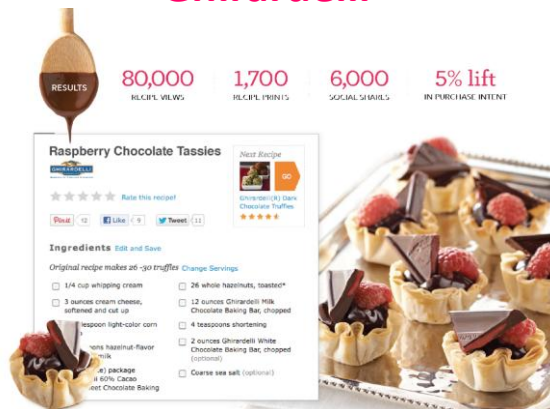 RESULTS
80,000
RECIPE VIEWS
1,700
RECIPE PRINTS
6,000
SOCIAL SHARES
5% lift
IN PURCHASE INTENT
Raspberry Chocolate Tassies
GHIRARDELLI
Rate this recipe!
Pin it 12 Like 9 Tweet 11
Next Recipe
GO
Ghirardelli(R) Dark
Chocolate Truffles
Ingredients Edit and Save
Original recipe makes 26 -30 truffles Change Servings
1/4 cup whipping cream
3 ounces cream cheese,
softened and cut up
light-color corn
hazelnut-flavor
package
60% Cacao
Chocolate Baking
26 whole hazelnuts, toasted*
12 ounces Ghirardelli Milk
Chocolate Baking Bar, chopped
4 teaspoons shortening
2 ounces Ghirardelli White
Chocolate Baking Bar, chopped
(optional)
Coarse sea salt (optional)